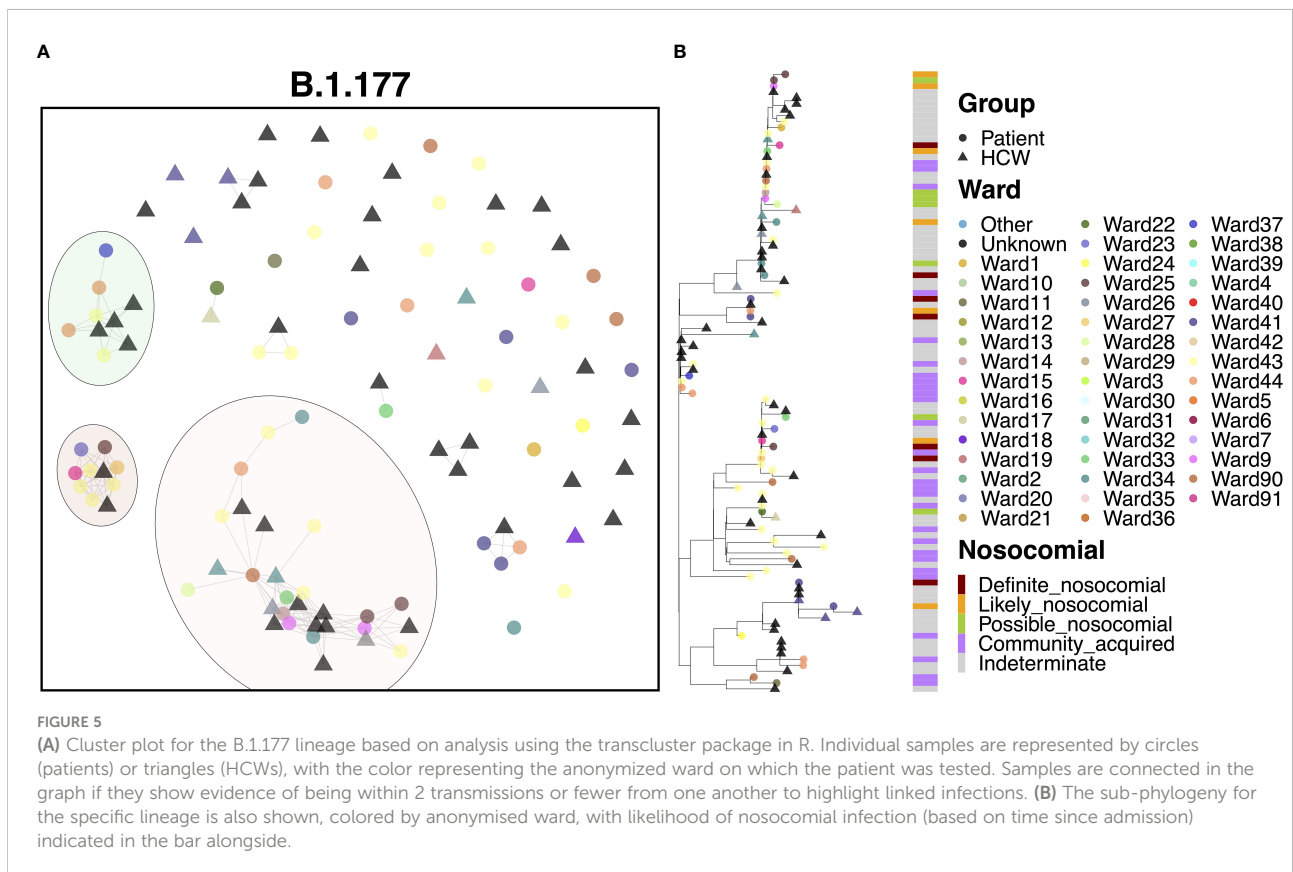 A
B
B.1.177
Group
Patient
HCW
Ward
Other
Unknown
Ward1
Ward10
Ward11
Ward12
Ward13
Ward14
Ward15
Ward16
Ward17
Ward18
Ward19
Ward2
Ward20
Ward21
Ward22
Ward23
Ward24
Ward25
Ward26
Ward27
Ward28
Ward29
Ward3
Ward30
Ward31
Ward32
Ward33
Ward34
Ward35
Ward36
Ward37
Ward38
Ward39
Ward4
Ward40
Ward41
Ward42
Ward43
Ward44
Ward5
Ward6
Ward7
Ward9
Ward90
Ward91
Nosocomial
Definite_nosocomial
Likely_nosocomial
Possible_nosocomial
Community_acquired
Indeterminate
FIGURE 5
(A) Cluster plot for the B.1.177 lineage based on analysis using the transcluster package in R. Individual samples are represented by circles
(patients) or triangles (HCWs), with the color representing the anonymized ward on which the patient was tested. Samples are connected in the
graph if they show evidence of being within 2 transmissions or fewer from one another to highlight linked infections. (B) The sub-phylogeny for
the specific lineage is also shown, colored by anonymised ward, with likelihood of nosocomial infection (based on time since admission)
indicated in the bar alongside.